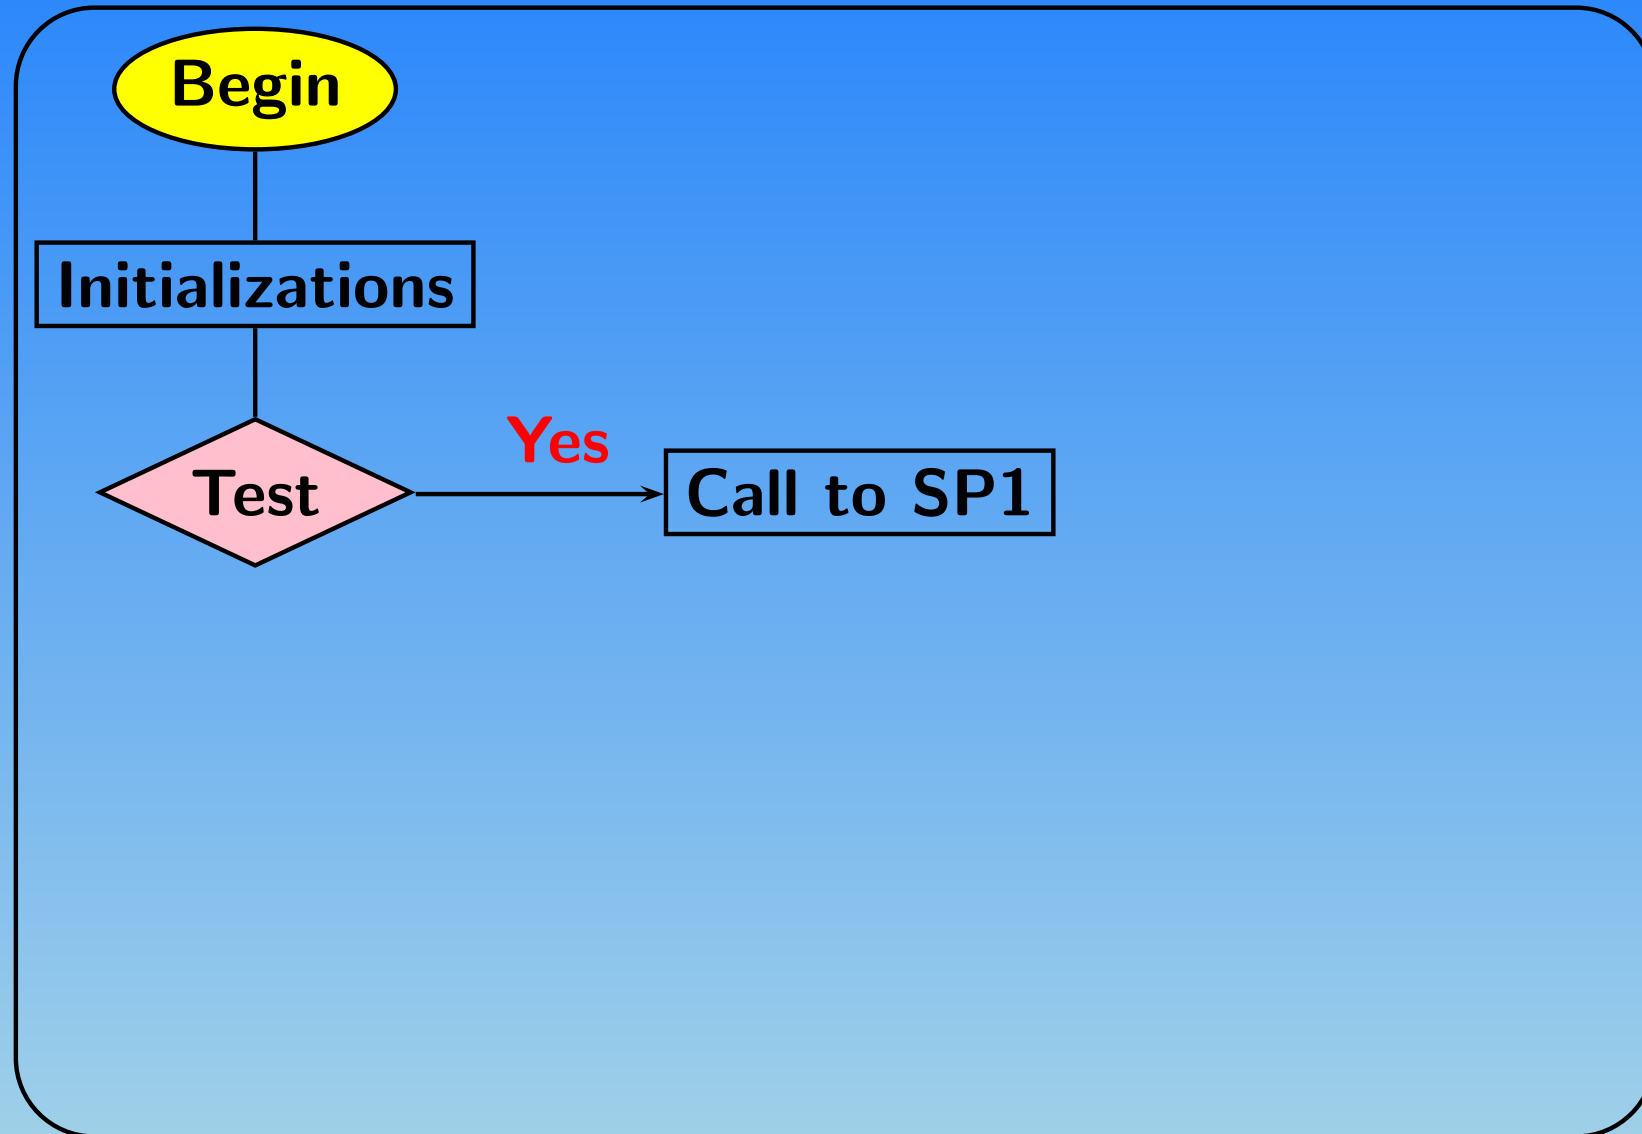 Begin
Initializations
Yes
Test
Call to SP1